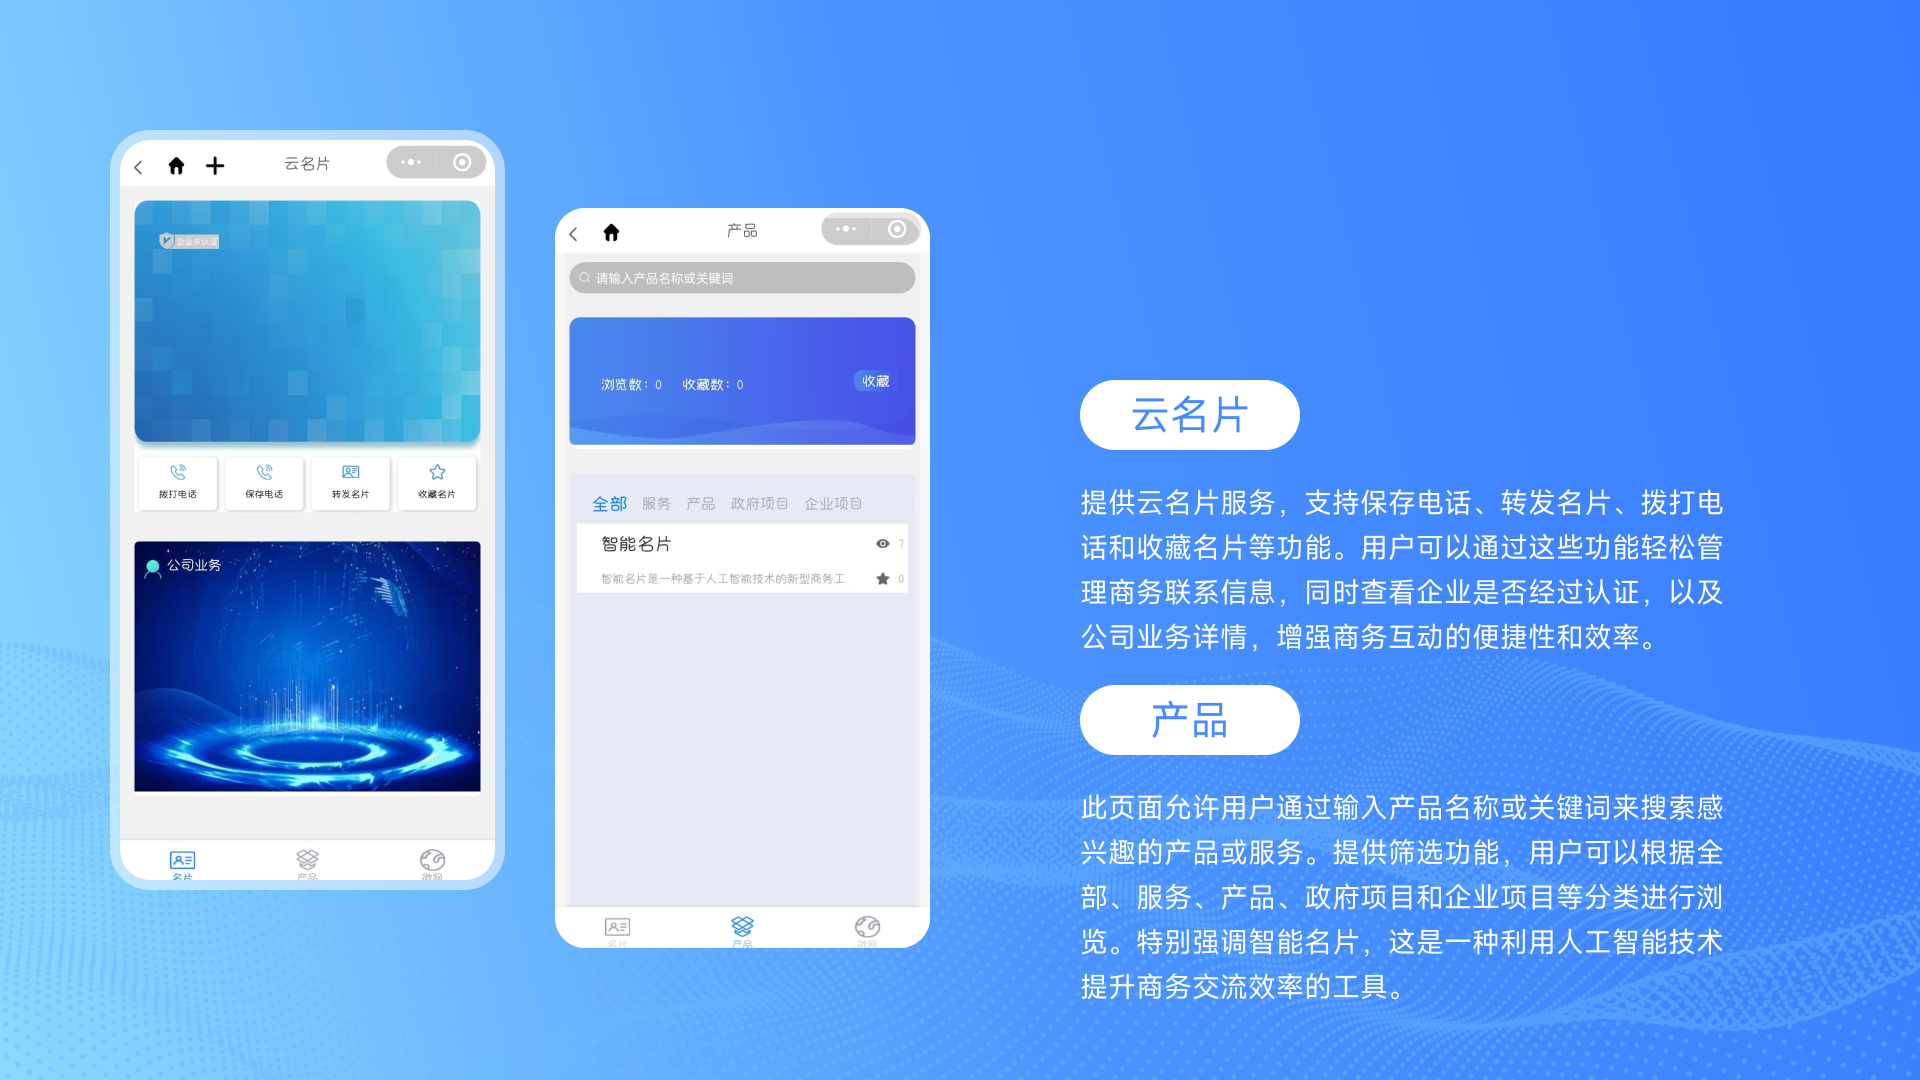 云名片
企业未认证
拨打电话
保存电话
转发名片
收藏名片
公司业务
名片
产品
微网
产品
请输入产品名称或关键词
浏览数：0
收藏数：0
收藏
全部
服务
产品
政府项目
企业项目
智能名片
7
智能名片是一种基于人工智能技术的新型商务工
0
名片
产品
微网
云名片
提供云名片服务，支持保存电话、转发名片、拨打电
话和收藏名片等功能。用户可以通过这些功能轻松管
理商务联系信息，同时查看企业是否经过认证，以及
公司业务详情，增强商务互动的便捷性和效率。
产品
此页面允许用户通过输入产品名称或关键词来搜索感
兴趣的产品或服务。提供筛选功能，用户可以根据全
部、服务、产品、政府项目和企业项目等分类进行浏
览。特别强调智能名片，这是一种利用人工智能技术
提升商务交流效率的工具。